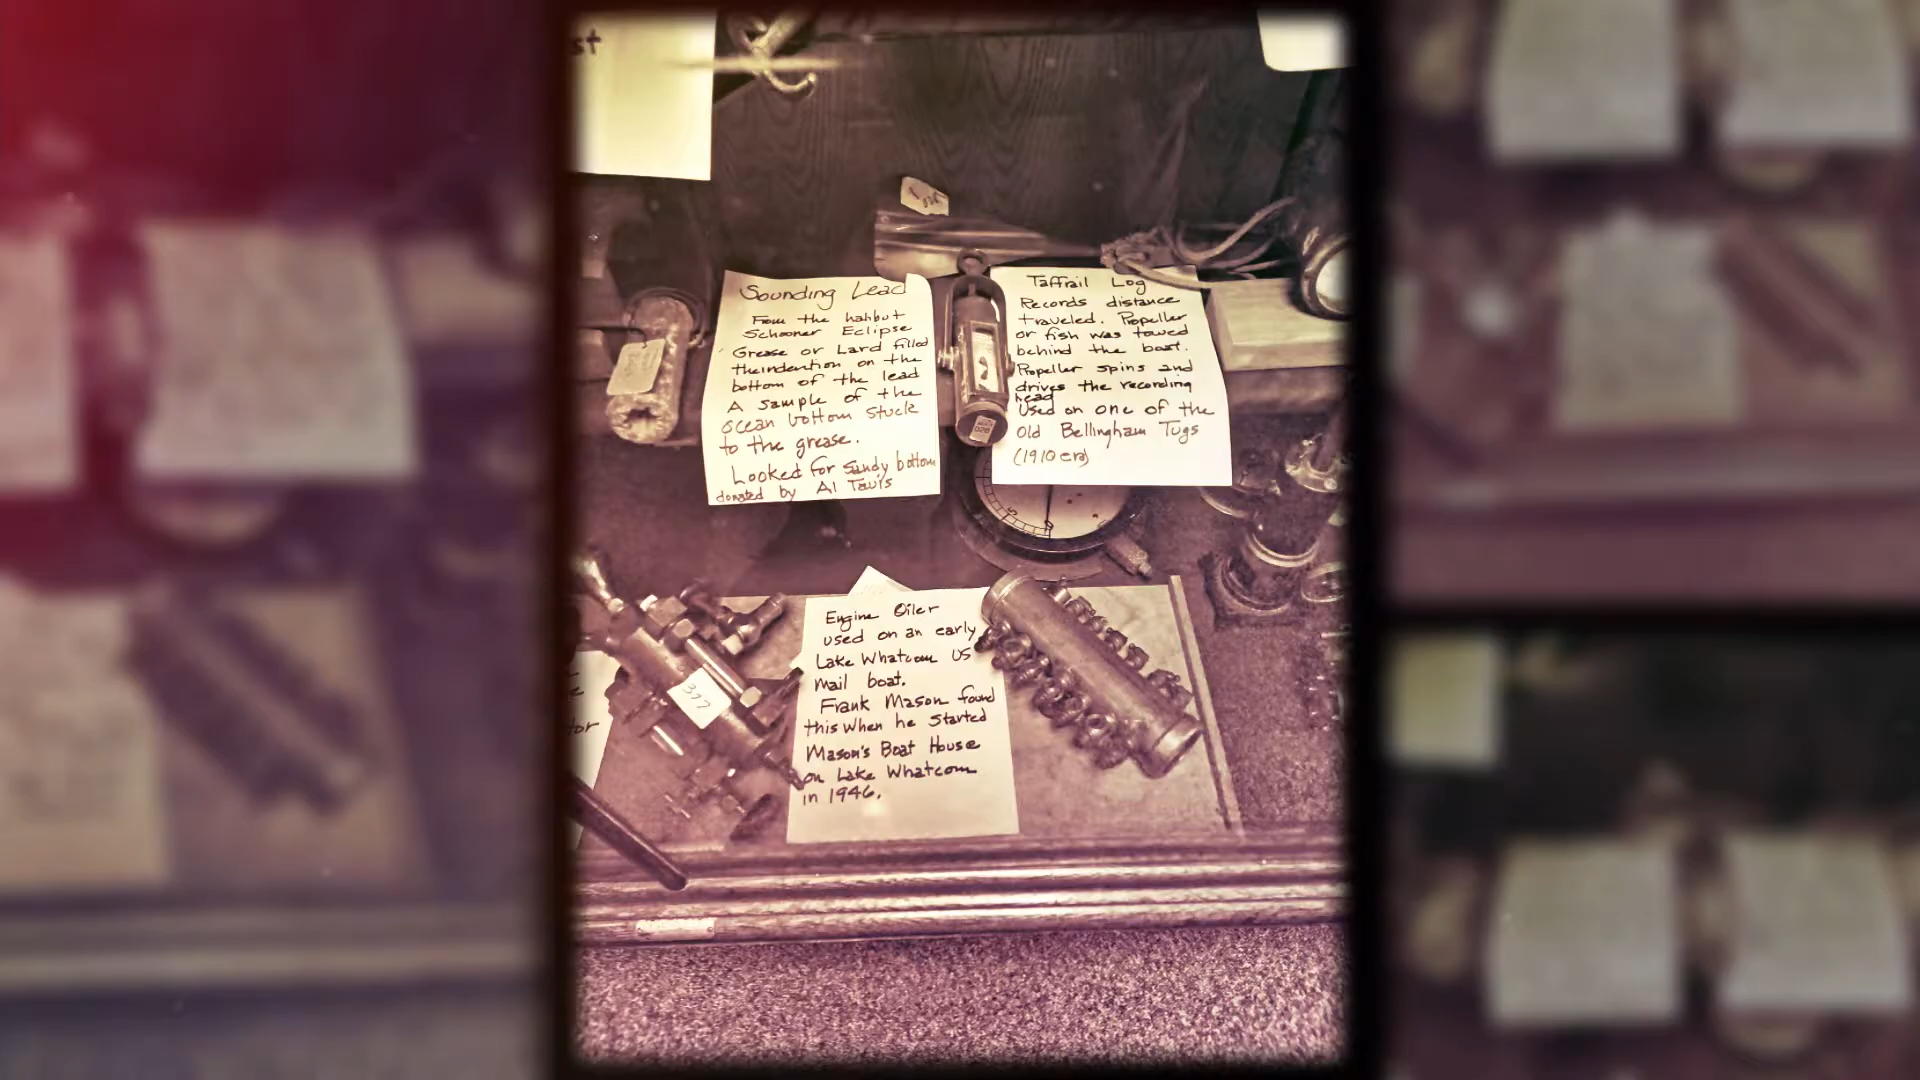 st
Sounding Lead
From the halibut
Schooner Eclipse
Grease or Lard filled
the indention on the
bottom of the lead
A sample of the
ocean bottom stuck
to the grease.
Looked for Sandy bottom
donated by Al
Taffrail Log
Records distance
traveled. Propeller
or fish was towed
behind the boat.
Propeller spins and
drives the recording
head
Used on one of the
Old Bellingham Tugs
(1910 era)
Engine Oiler
used on an early
Lake Whatcom US
Mail boat.
Frank Mason found
this when he started
Mason's Boat House
on Lake Whatcom
in 1946.
397